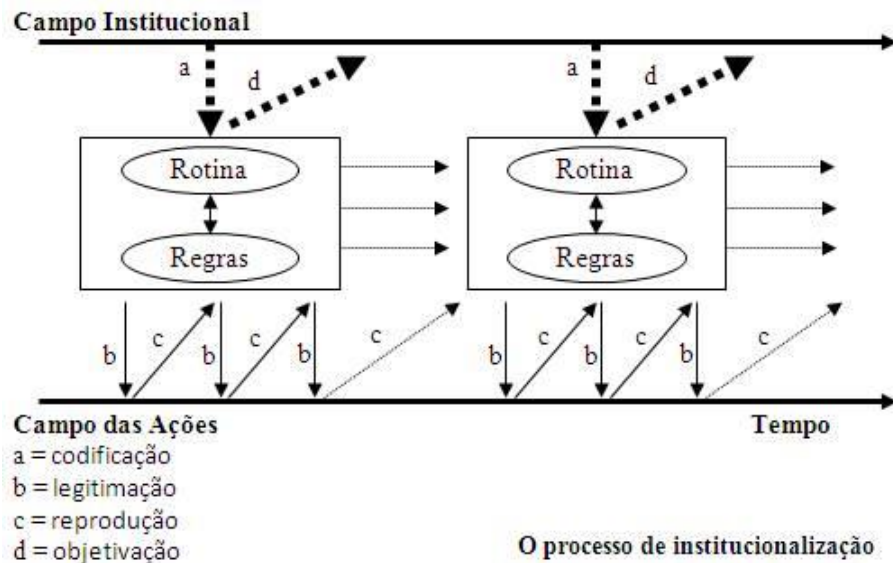 Campo Institucional
a
d
a
d
Rotina
Regras
Rotina
Regras
b
c
b
c
b
c
b
c
b
c
b
c
Campo das Ações
Tempo
a = codificação
b = legitimação
c = reprodução
d = objetivação
O processo de institucionalização